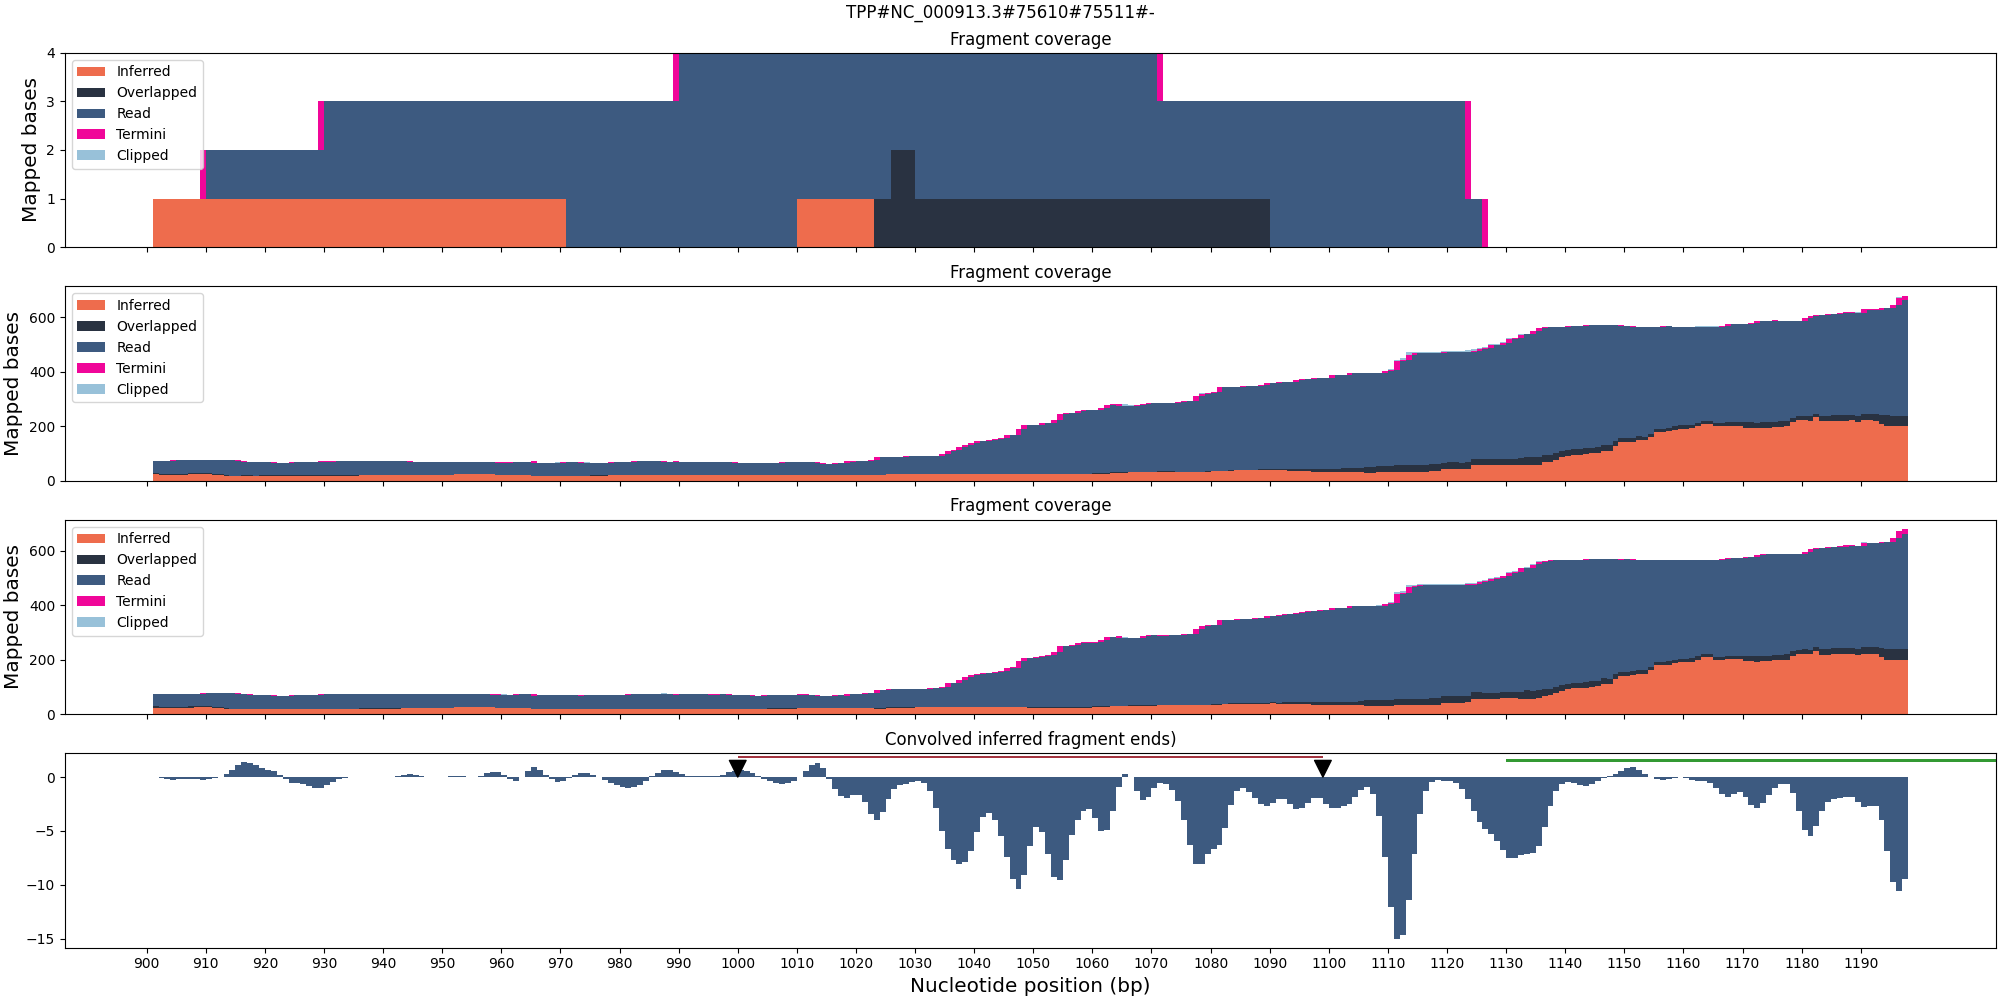 TPP#NC_000913.3#75610#75511#-
Fragment coverage
Mapped bases
4
3
2
1
0
Inferred
Overlapped
Read
Termini
Clipped
Fragment coverage
Mapped bases
600
400
200
0
Inferred
Overlapped
Read
Termini
Clipped
Fragment coverage
Mapped bases
600
400
200
0
Inferred
Overlapped
Read
Termini
Clipped
Convolved inferred fragment ends)
0
−5
−10
−15
900 910 920 930 940 950 960 970 980 990 1000 1010 1020 1030 1040 1050 1060 1070 1080 1090 1100 1110 1120 1130 1140 1150 1160 1170 1180 1190
Nucleotide position (bp)